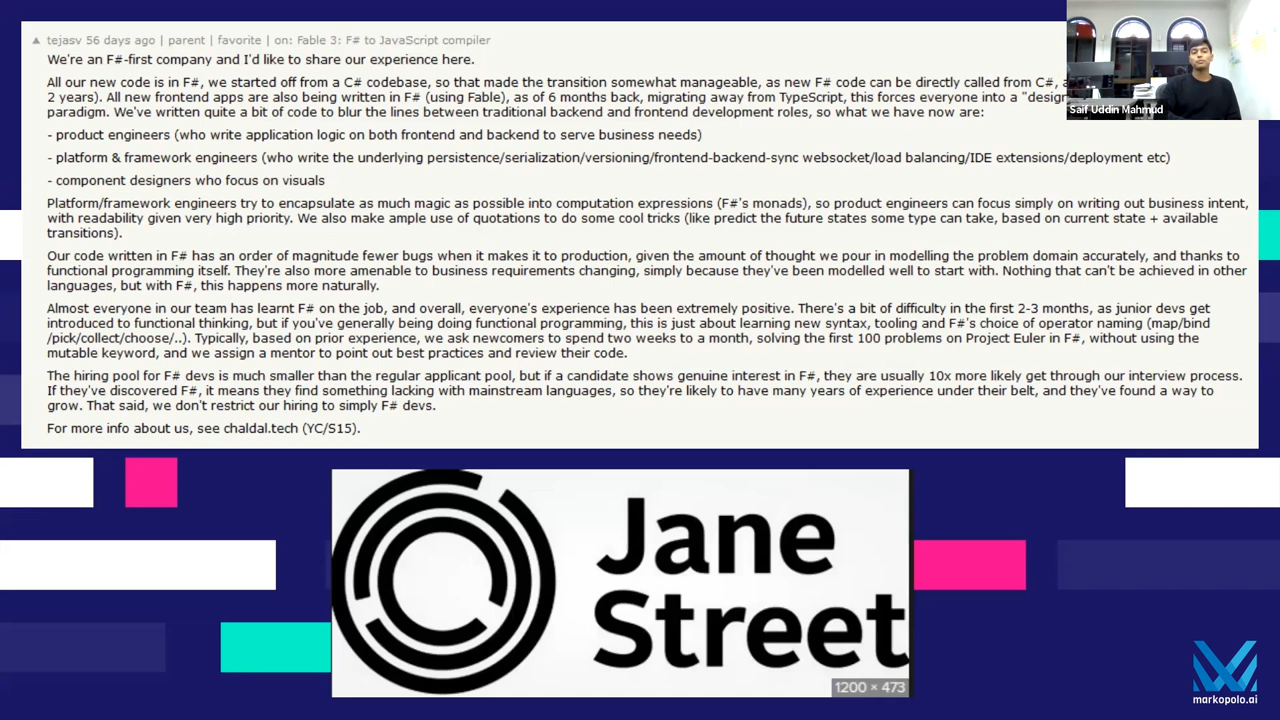 ▲ tejasv 56 days ago | parent | favorite | on: Fable 3: F# to JavaScript compiler
We're an F#-first company and I'd like to share our experience here.
All our new code is in F#, we started off from a C# codebase, so that made the transition somewhat manageable, as new F# code can be directly called from C#,
2 years). All new frontend apps are also being written in F# (using Fable), as of 6 months back, migrating away from TypeScript, this forces everyone into a "design
paradigm. We've written quite a bit of code to blur the lines between traditional backend and frontend development roles, so what we have now are:
- product engineers (who write application logic on both frontend and backend to serve business needs)
- platform & framework engineers (who write the underlying persistence/serialization/versioning/frontend-backend-sync websocket/load balancing/IDE extensions/deployment etc)
- component designers who focus on visuals
Platform/framework engineers try to encapsulate as much magic as possible into computation expressions (F#'s monads), so product engineers can focus simply on writing out business intent,
with readability given very high priority. We also make ample use of quotations to do some cool tricks (like predict the future states some type can take, based on current state + available
transitions).
Our code written in F# has an order of magnitude fewer bugs when it makes it to production, given the amount of thought we pour in modelling the problem domain accurately, and thanks to
functional programming itself. They're also more amenable to business requirements changing, simply because they've been modelled well to start with. Nothing that can't be achieved in other
languages, but with F#, this happens more naturally.
Almost everyone in our team has learnt F# on the job, and overall, everyone's experience has been extremely positive. There's a bit of difficulty in the first 2-3 months, as junior devs get
introduced to functional thinking, but if you've generally being doing functional programming, this is just about learning new syntax, tooling and F#'s choice of operator naming (map/bind
/pick/collect/choose/..). Typically, based on prior experience, we ask newcomers to spend two weeks to a month, solving the first 100 problems on Project Euler in F#, without using the
mutable keyword, and we assign a mentor to point out best practices and review their code.
The hiring pool for F# devs is much smaller than the regular applicant pool, but if a candidate shows genuine interest in F#, they are usually 10x more likely get through our interview process.
If they've discovered F#, it means they find something lacking with mainstream languages, so they're likely to have many years of experience under their belt, and they've found a way to
grow. That said, we don't restrict our hiring to simply F# devs.
For more info about us, see chaldal.tech (YC/S15).
Saif Uddin Mahmud
Jane
Street
1200 × 473
markopolo.ai